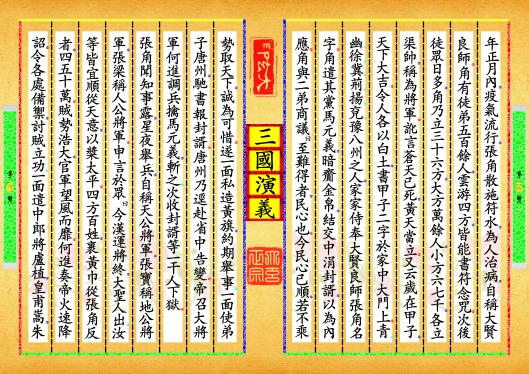 年正月內疫氣流行張角散施符水為人治病自稱大賢
良師角有徒弟五百餘人雲游四方皆能書符念咒次後
徒眾日多角乃立三十六方大方萬餘人小方六七千各立
渠帥稱為將軍訛言蒼天已死黃天當立又云歲在甲子
天下大吉令人各以白土書甲子二字於家中大門上青
幽徐冀荊揚兗豫八州之人家家侍奉大賢良師張角名
字角遣其黨馬元義暗齎金帛結交中涓封諝以為內
應角與二弟商議至難得者民心也今民心已順若不乘
三國演義
勢取天下誠為可惜遂一面私造黃旗約期舉事一面使弟
子唐州馳書報封諝唐州乃逕赴省中告變帝召大將
軍何進調兵擒馬元義斬之次收封諝等一干人下獄
張角聞知事露星夜舉兵自稱天公將軍張寶稱地公將
軍張梁稱人公將軍申言於眾今漢運將終大聖人出汝
等皆宜順從天意以樂太平四方百姓裹黃巾從張角反
者四五十萬賊勢浩大官軍望風而靡何進奏帝火速降
詔令各處備禦討賊立功一面遣中郎將盧植皇甫嵩朱